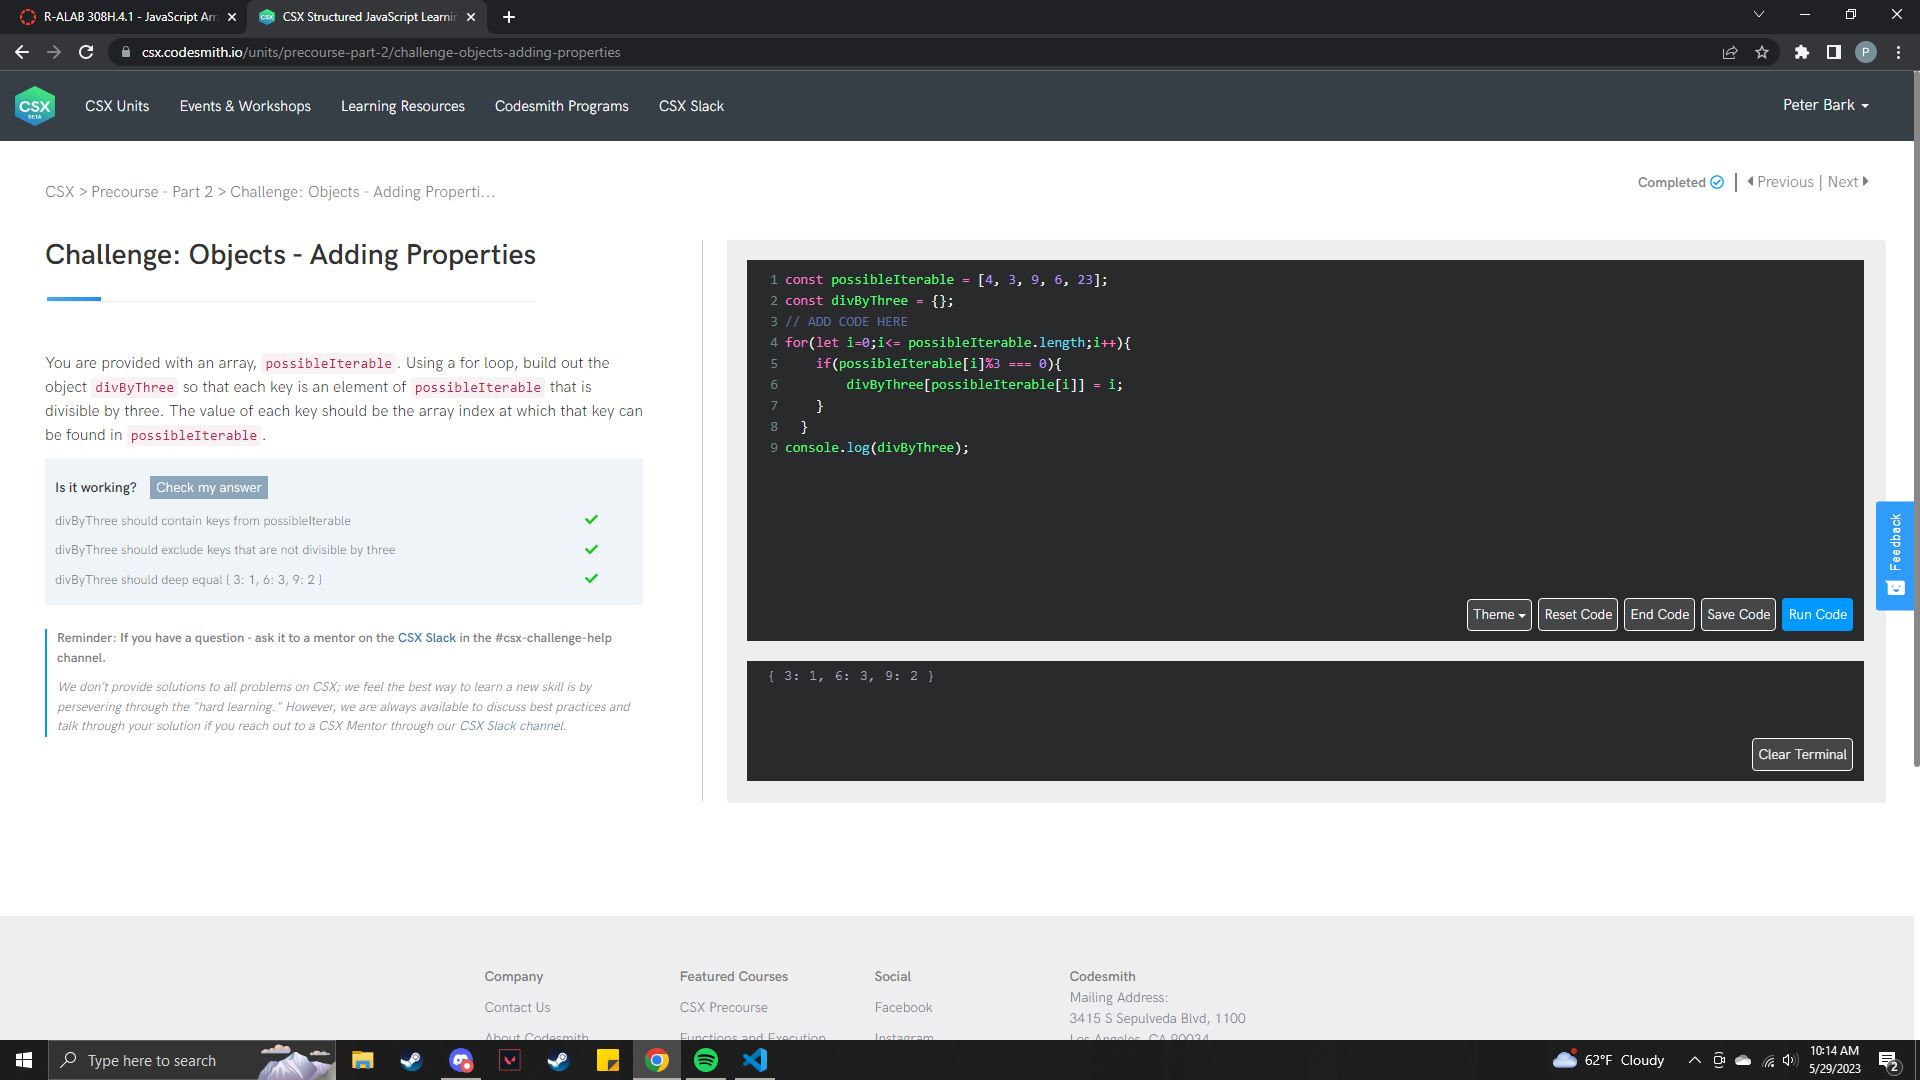 R-ALAB 308H.4.1 - JavaScript Arr
CSX Structured JavaScript Learnin
csx.codesmith.io/units/precourse-part-2/challenge-objects-adding-properties
P
CSX
BETA
CSX Units
Events & Workshops
Learning Resources
Codesmith Programs
CSX Slack
Peter Bark
CSX > Precourse - Part 2 > Challenge: Objects - Adding Properti...
Completed
Previous | Next
Challenge: Objects - Adding Properties
You are provided with an array, possibleIterable. Using a for loop, build out the
object divByThree so that each key is an element of possibleIterable that is
divisible by three. The value of each key should be the array index at which that key can
be found in possibleIterable.
Is it working? Check my answer
divByThree should contain keys from possibleIterable
divByThree should exclude keys that are not divisible by three
divByThree should deep equal { 3: 1, 6: 3, 9: 2 }
Reminder: If you have a question - ask it to a mentor on the CSX Slack in the #csx-challenge-help
channel.
We don't provide solutions to all problems on CSX; we feel the best way to learn a new skill is by
persevering through the "hard learning." However, we are always available to discuss best practices and
talk through your solution if you reach out to a CSX Mentor through our CSX Slack channel.
1 const possibleIterable = [4, 3, 9, 6, 23];
2 const divByThree = {};
3 // ADD CODE HERE
4 for(let i=0;i<= possibleIterable.length;i++){
5     if(possibleIterable[i]%3 === 0){
6         divByThree[possibleIterable[i]] = i;
7     }
8   }
9 console.log(divByThree);
Theme
Reset Code
End Code
Save Code
Run Code
{ 3: 1, 6: 3, 9: 2 }
Clear Terminal
Feedback
Company
Contact Us
About Codesmith
Featured Courses
CSX Precourse
Functions and Execution
Social
Facebook
Instagram
Codesmith
Mailing Address:
3415 S Sepulveda Blvd, 1100
Los Angeles, CA 90034
Type here to search
62°F Cloudy
10:14 AM
5/29/2023
2